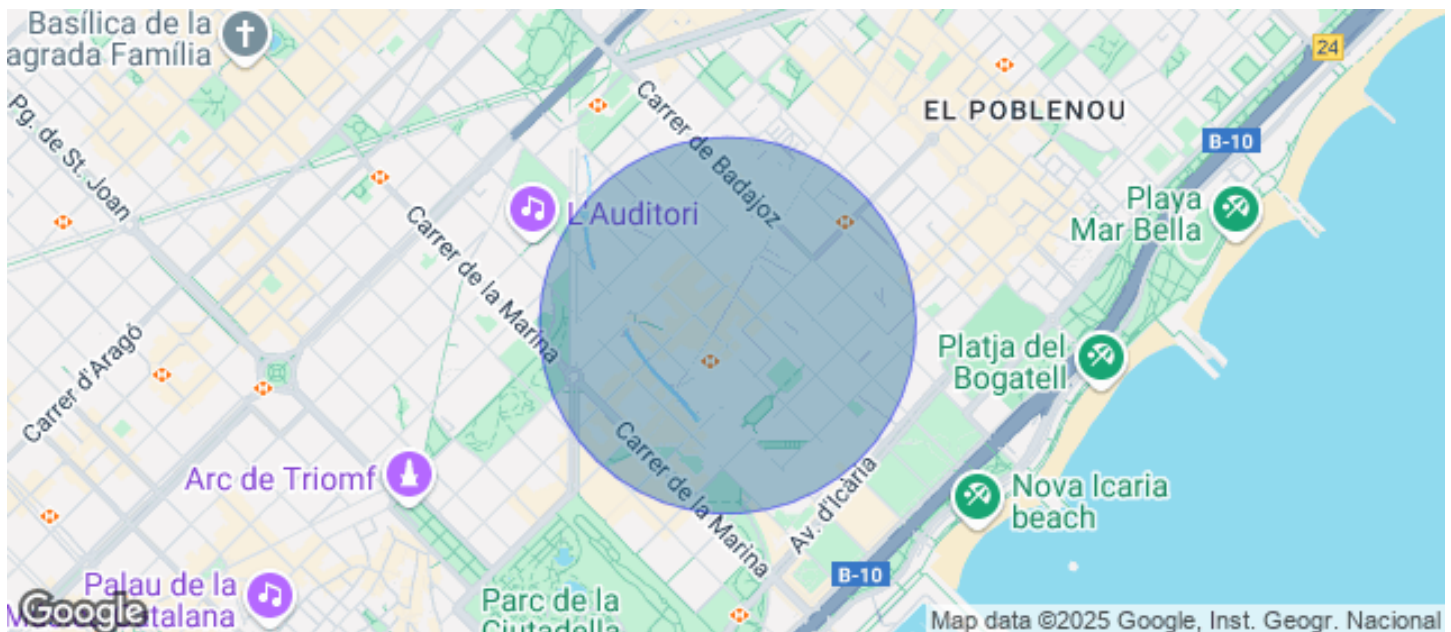 Basílica de la
agrada Família
24
Carrer de Badajoz
EL POBLENOU
Pg. de St. Joan
B-10
L'Auditori
Playa
Mar Bella
Carrer de la Marina
Carrer d'Aragó
Platja del
Bogatell
Arc de Triomf
Carrer de la Marina
Av. d'Icària
Nova Icaria
beach
B-10
Palau de la
atalana
Google
Parc de la
Ciutadella
Map data ©2025 Google, Inst. Geogr. Nacional